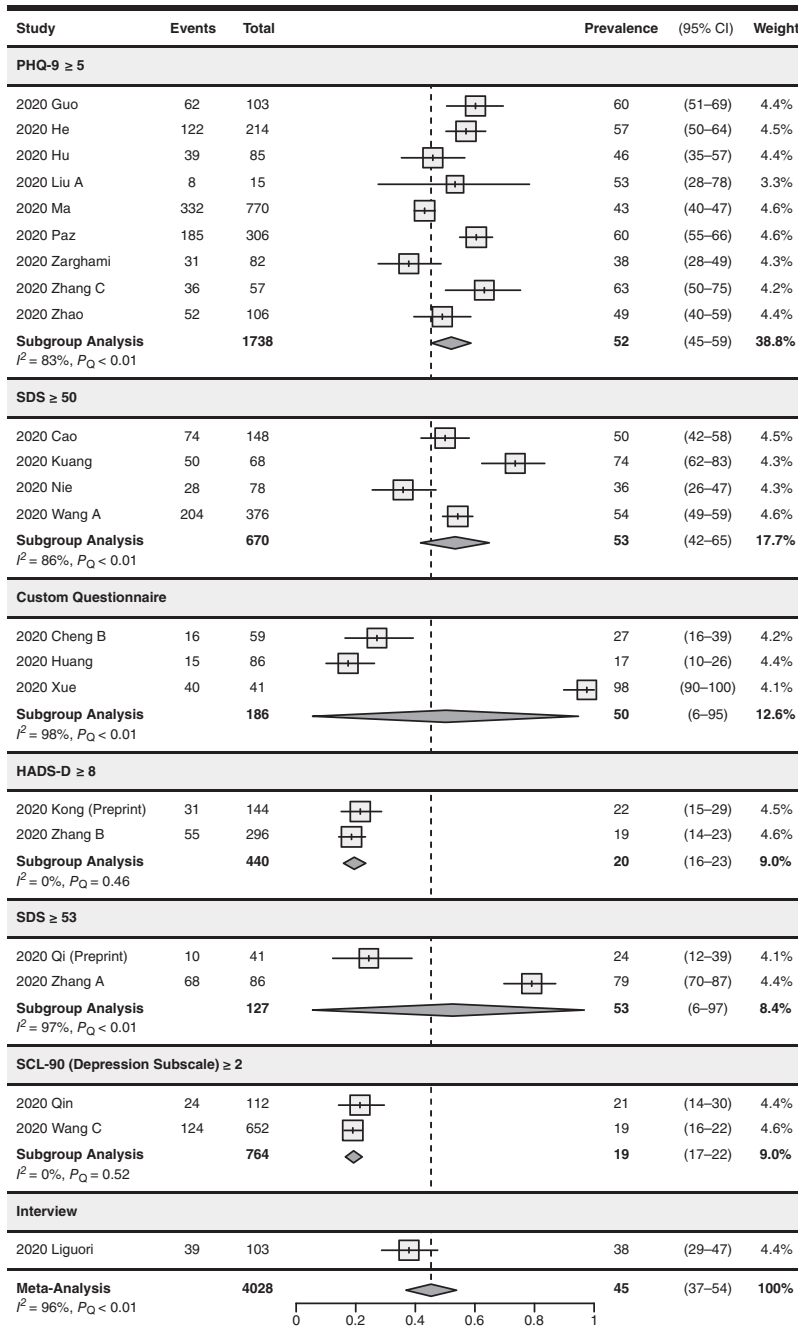 Study Events Total Prevalence (95% CI) Weight
PHQ-9 ≥ 5
2020 Guo 62 103 60 (51–69) 4.4%
2020 He 122 214 57 (50–64) 4.5%
2020 Hu 39 85 46 (35–57) 4.4%
2020 Liu A 8 15 53 (28–78) 3.3%
2020 Ma 332 770 43 (40–47) 4.6%
2020 Paz 185 306 60 (55–66) 4.6%
2020 Zarghami 31 82 38 (28–49) 4.3%
2020 Zhang C 36 57 63 (50–75) 4.2%
2020 Zhao 52 106 49 (40–59) 4.4%
Subgroup Analysis 1738 52 (45–59) 38.8%
I² = 83%, PQ < 0.01
SDS ≥ 50
2020 Cao 74 148 50 (42–58) 4.5%
2020 Kuang 50 68 74 (62–83) 4.3%
2020 Nie 28 78 36 (26–47) 4.3%
2020 Wang A 204 376 54 (49–59) 4.6%
Subgroup Analysis 670 53 (42–65) 17.7%
I² = 86%, PQ < 0.01
Custom Questionnaire
2020 Cheng B 16 59 27 (16–39) 4.2%
2020 Huang 15 86 17 (10–26) 4.4%
2020 Xue 40 41 98 (90–100) 4.1%
Subgroup Analysis 186 50 (6–95) 12.6%
I² = 98%, PQ < 0.01
HADS-D ≥ 8
2020 Kong (Preprint) 31 144 22 (15–29) 4.5%
2020 Zhang B 55 296 19 (14–23) 4.6%
Subgroup Analysis 440 20 (16–23) 9.0%
I² = 0%, PQ = 0.46
SDS ≥ 53
2020 Qi (Preprint) 10 41 24 (12–39) 4.1%
2020 Zhang A 68 86 79 (70–87) 4.4%
Subgroup Analysis 127 53 (6–97) 8.4%
I² = 97%, PQ < 0.01
SCL-90 (Depression Subscale) ≥ 2
2020 Qin 24 112 21 (14–30) 4.4%
2020 Wang C 124 652 19 (16–22) 4.6%
Subgroup Analysis 764 19 (17–22) 9.0%
I² = 0%, PQ = 0.52
Interview
2020 Liguori 39 103 38 (29–47) 4.4%
Meta-Analysis 4028 45 (37–54) 100%
I² = 96%, PQ < 0.01
0 0.2 0.4 0.6 0.8 1